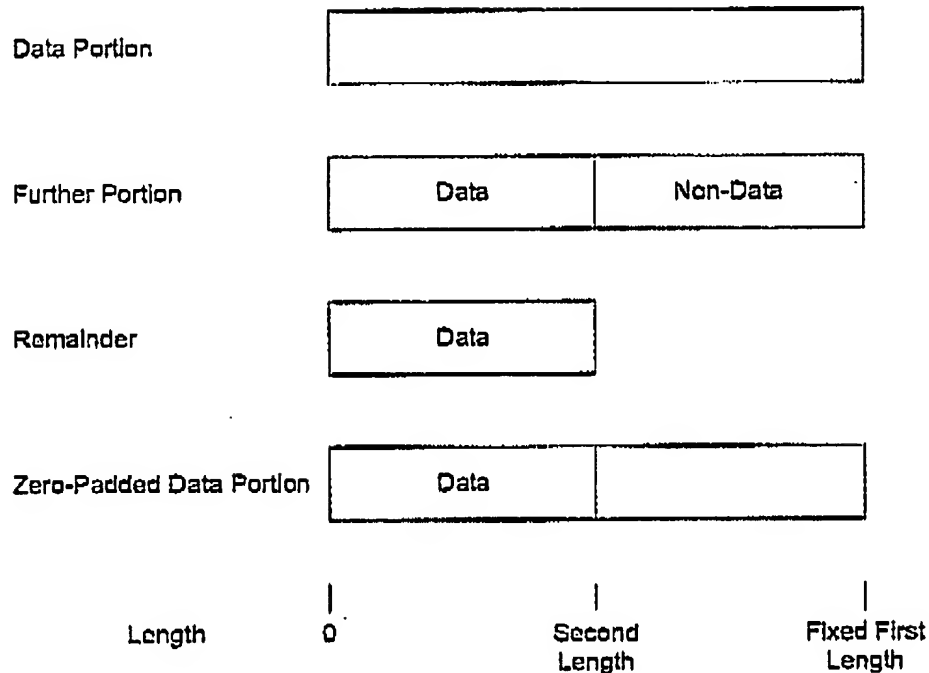 Data Portion
Further Portion
Data
Non-Data
Remainder
Data
Zero-Padded Data Portion
Data
Length
0
Second
Length
Fixed First
Length